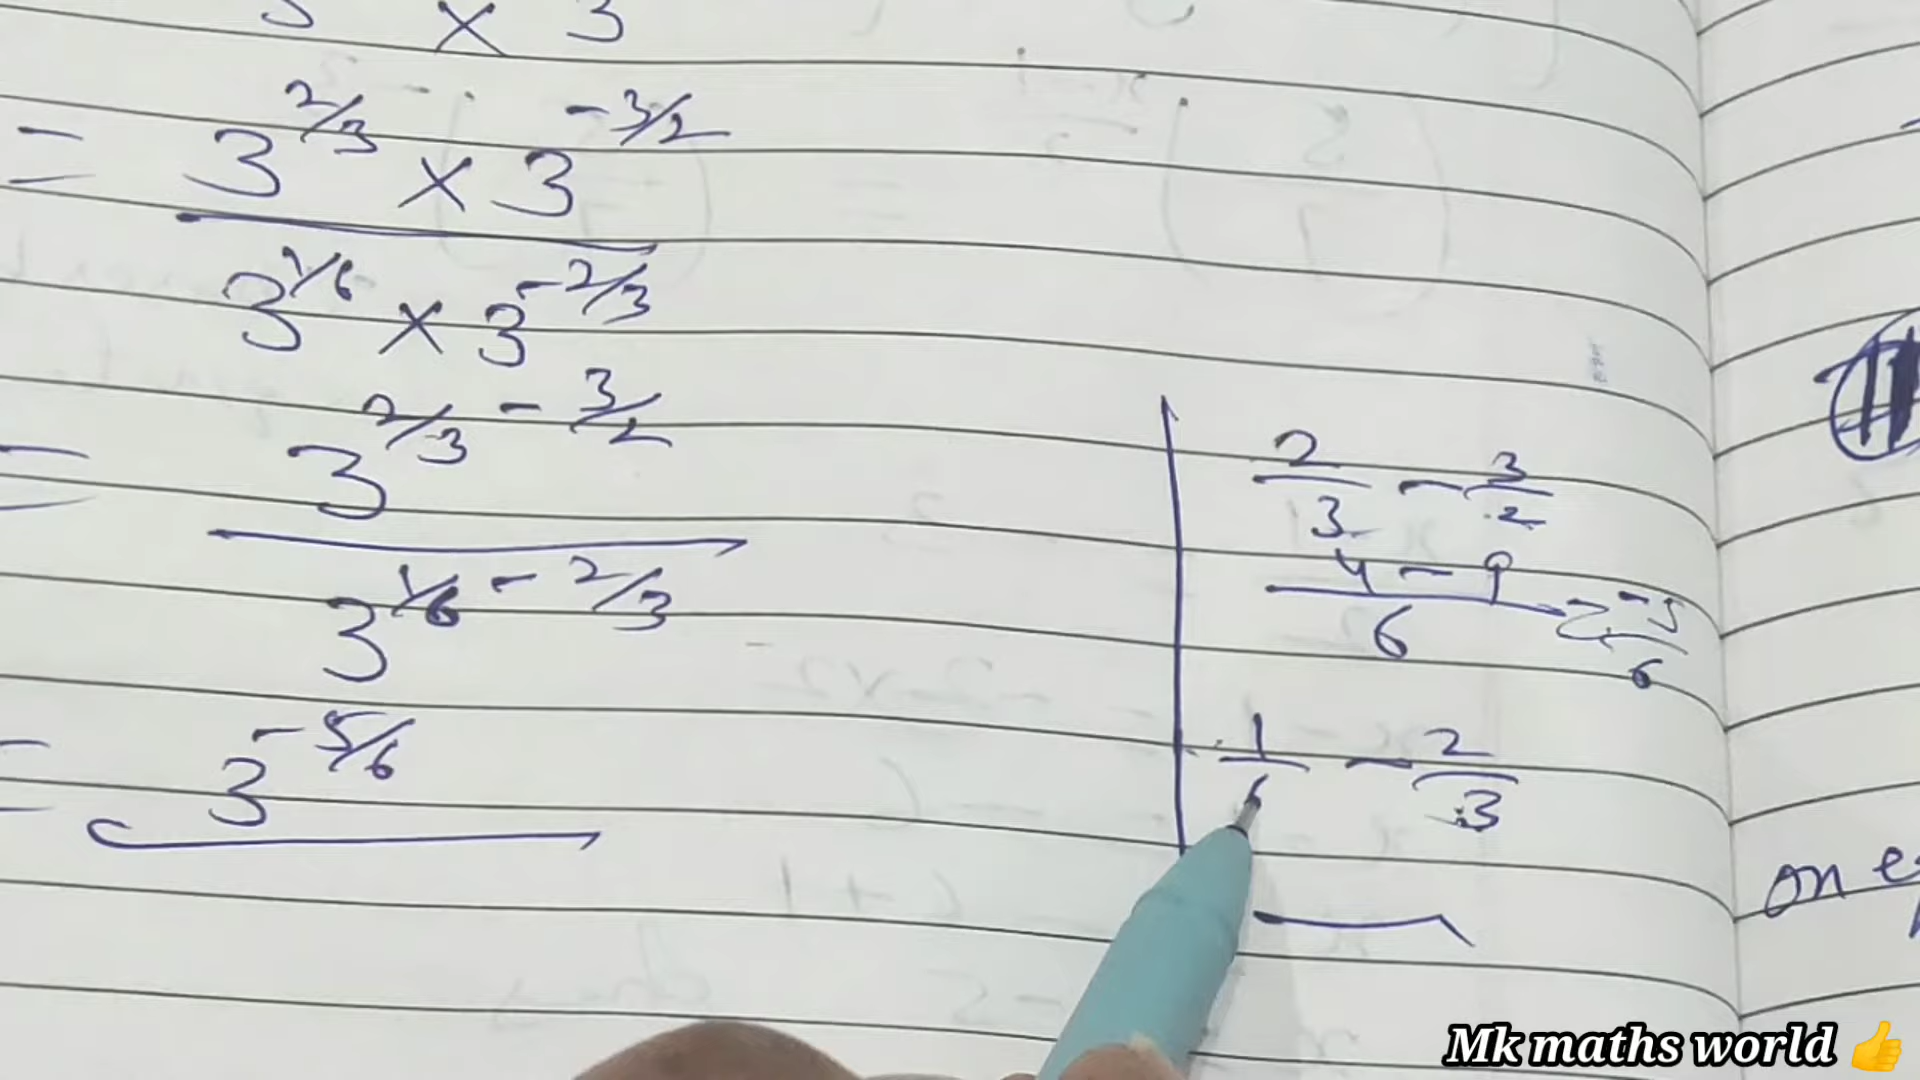 × 3
= 3^2/3 × 3^-3/2
3^1/6 × 3^-2/3
= 3^2/3 - 3/2
3^1/6 - 2/3
= 3^-5/6
2/3 - 3/2
4 - 9/6 = -5/6
1/6 - 2/3
on
Mk maths world 👍